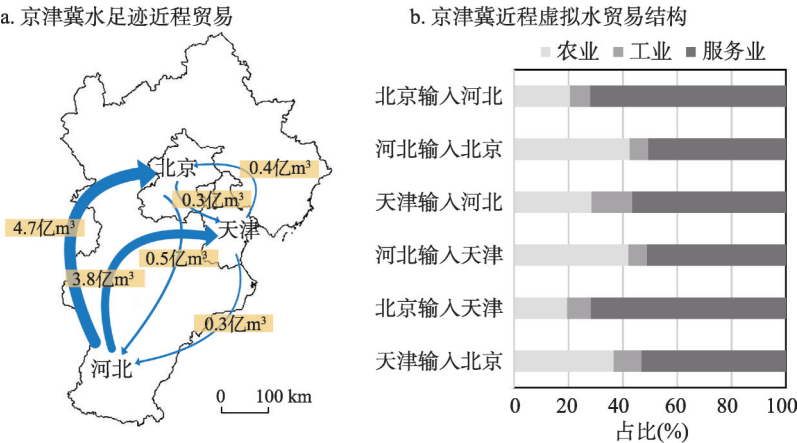 a. 京津冀水足迹近程贸易
北京
0.4亿m³
0.3亿m³
4.7亿m³
天津
0.5亿m³
3.8亿m³
0.3亿m³
河北
0 100 km
b. 京津冀近程虚拟水贸易结构
农业 工业 服务业
北京输入河北
河北输入北京
天津输入河北
河北输入天津
北京输入天津
天津输入北京
0 20 40 60 80 100
占比(%)